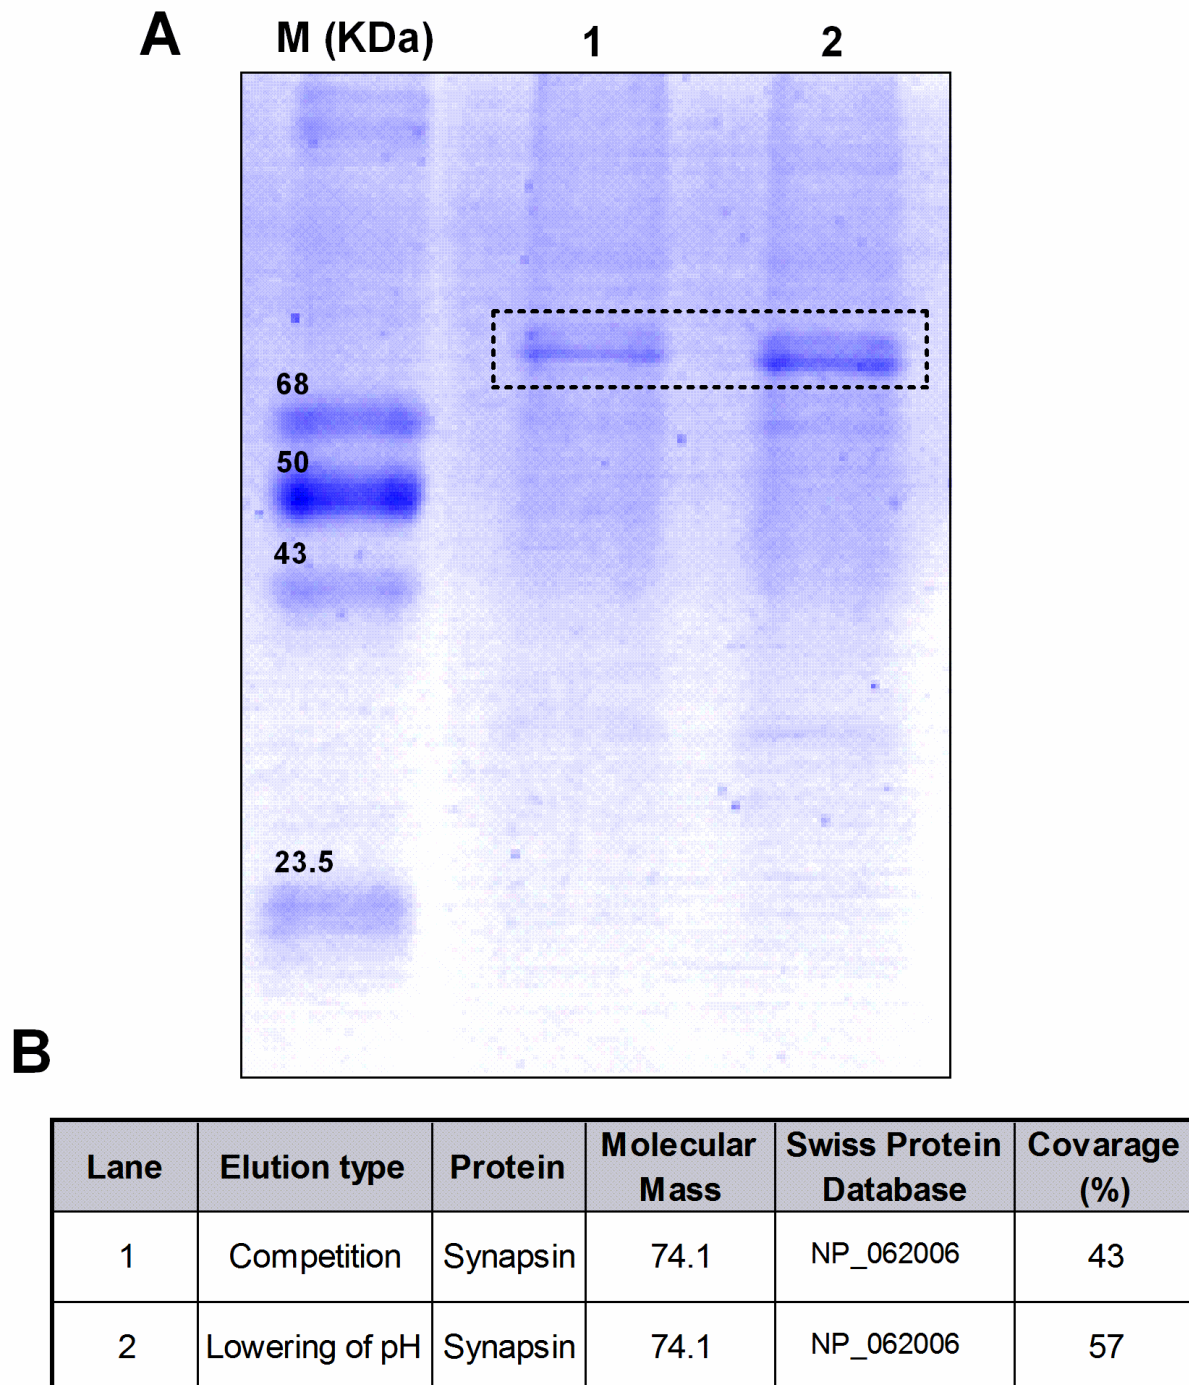 A
M (KDa) 1 2
68
50
43
23.5
B
Lane Elution type Protein Molecular Mass Swiss Protein Database Covarage (%)
1 Competition Synapsin 74.1 NP_062006 43
2 Lowering of pH Synapsin 74.1 NP_062006 57